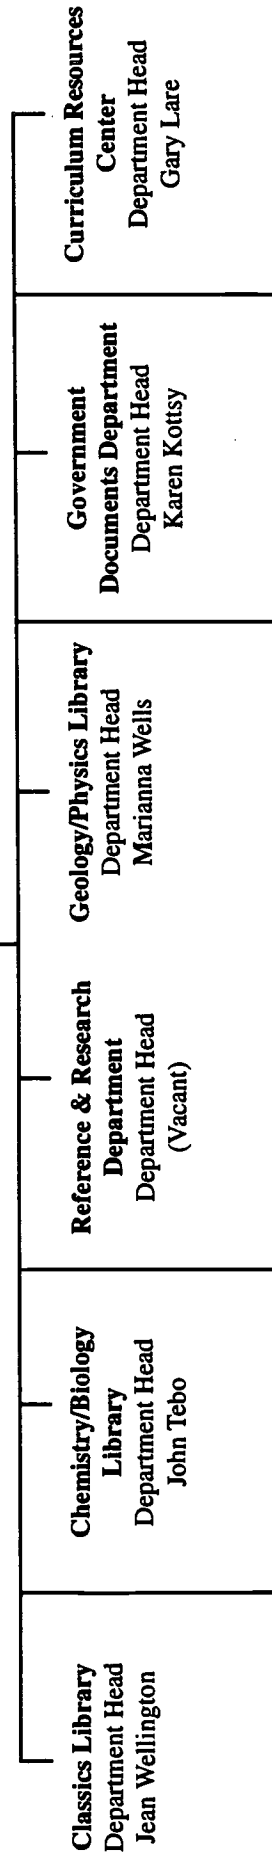 Classics Library
Department Head
Jean Wellington
Chemistry/Biology
Library
Department Head
John Tebo
Reference & Research
Department
Department Head
(Vacant)
Geology/Physics Library
Department Head
Marianna Wells
Government
Documents Department
Department Head
Karen Kottsy
Curriculum Resources
Center
Department Head
Gary Lare